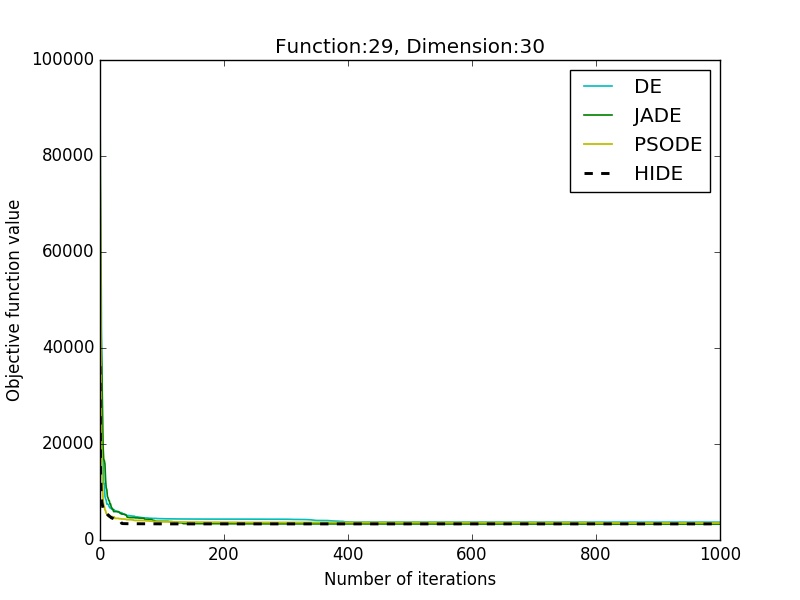 Function:29, Dimension:30
100000
80000
60000
40000
20000
0
Objective function value
DE
JADE
PSODE
HIDE
0 200 400 600 800 1000
Number of iterations